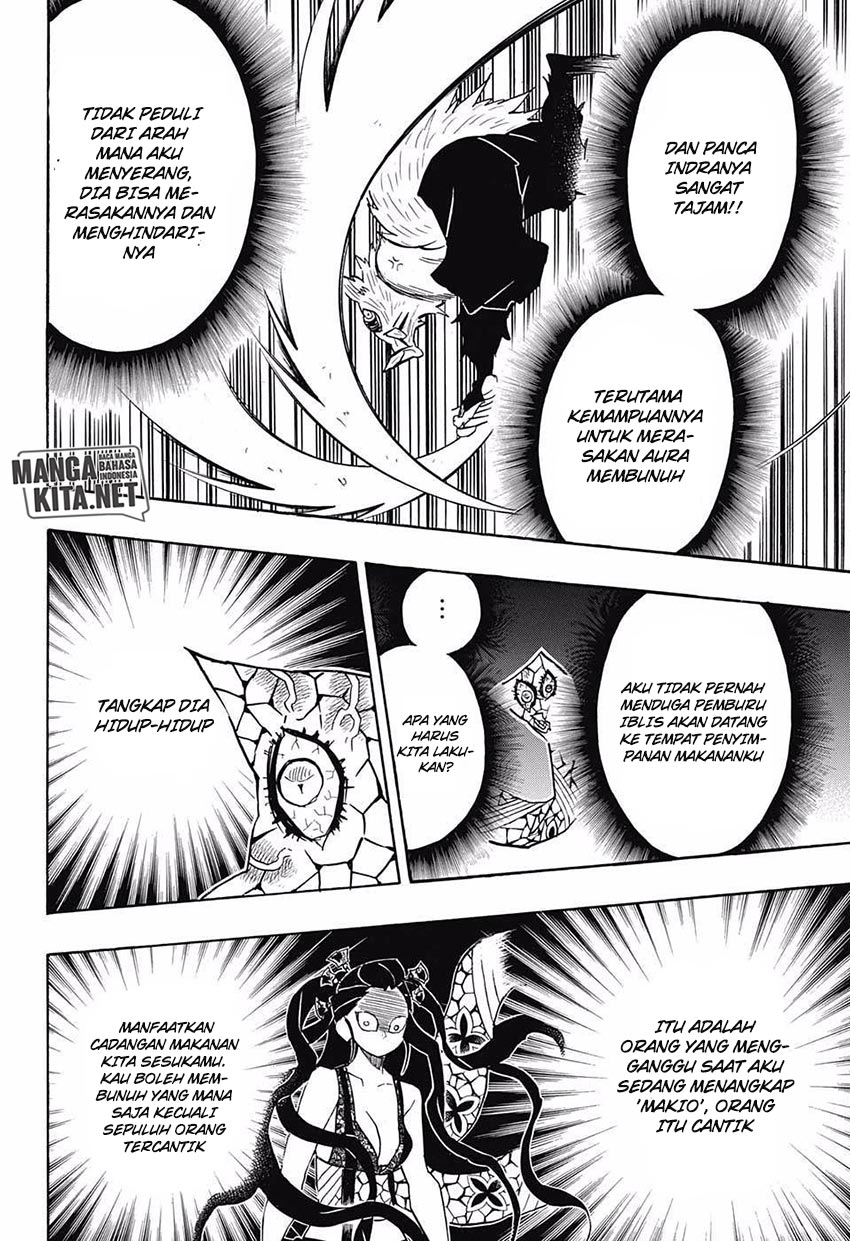 DAN PANCA
INDRANYA
SANGAT
TAJAM!!
TERUTAMA
KEMAMPUANNYA
UNTUK MERA-
SAKAN AURA
MEMBUNUH
TIDAK PEDULI
DARI ARAH
MANA AKU
MENYERANG,
DIA BISA ME-
RASAKANNYA DAN
MENGHINDARI-
NYA
MANGA
KITA.NET
BACA MANGA
BAHASA
INDONESIA
AKU TIDAK PERNAH
MENDUGA PEMBURU
IBLIS AKAN DATANG
KE TEMPAT PENYIM-
PANAN MAKANANKU
...
APA YANG
HARUS
KITA LAKU-
KAN?
TANGKAP DIA
HIDUP-HIDUP
ITU ADALAH
ORANG YANG MENG-
GANGGU SAAT AKU
SEDANG MENANGKAP
'MAKIO', ORANG
ITU CANTIK
MANFAATKAN
CADANGAN MAKANAN
KITA SESUKAMU.
KAU BOLEH MEM-
BUNUH YANG MANA
SAJA KECUALI
SEPULUH ORANG
TERCANTIK